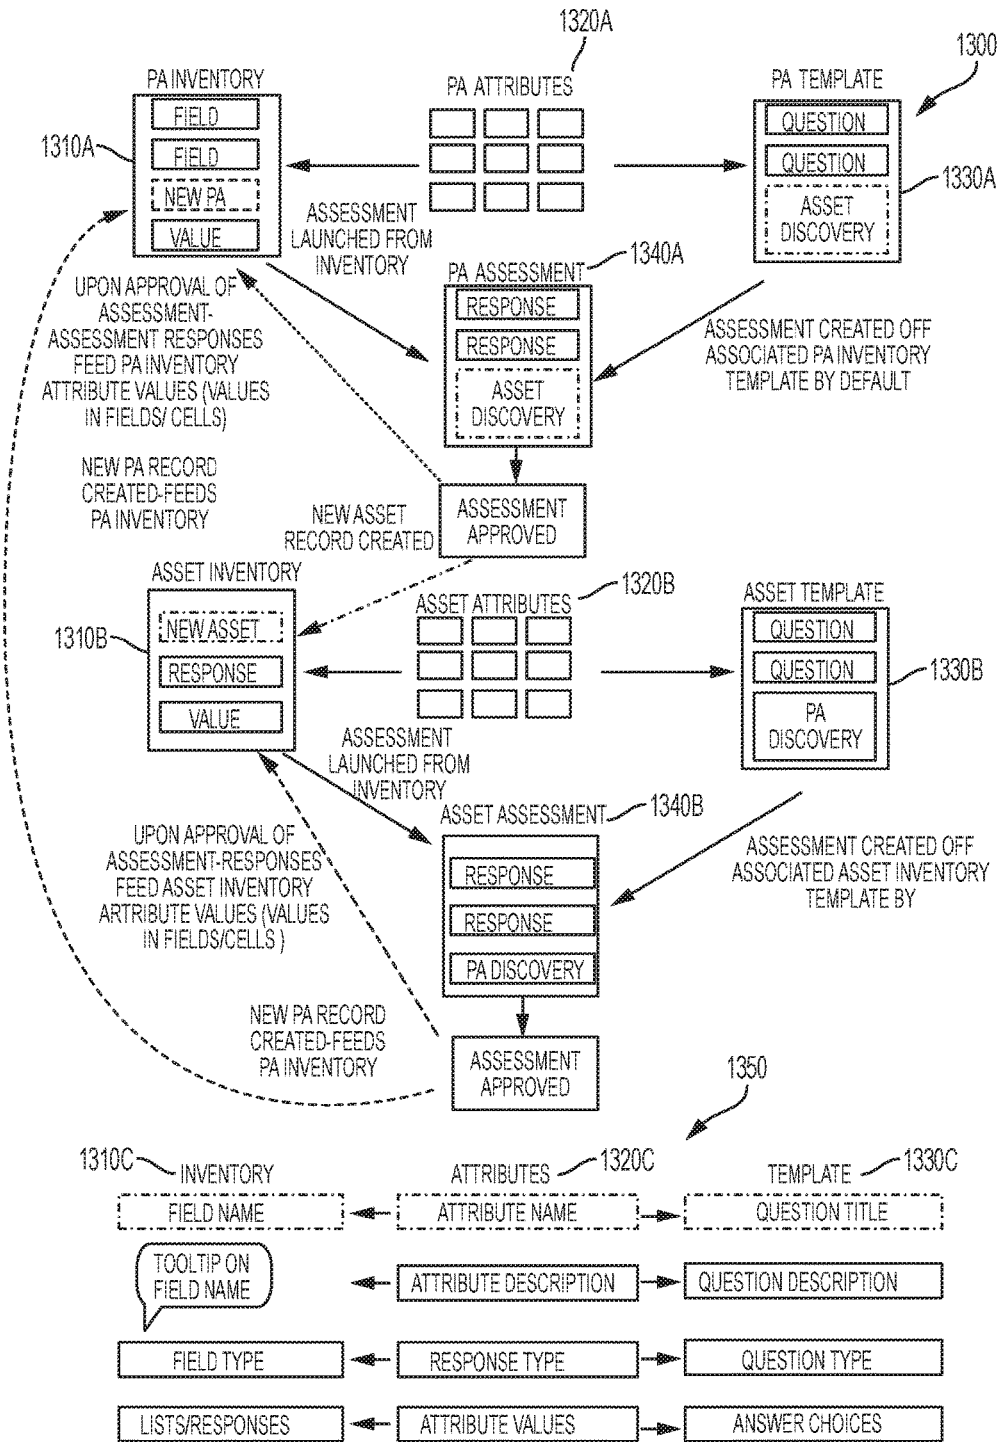 1320A
1300
PA INVENTORY
PA ATTRIBUTES
PA TEMPLATE
FIELD
FIELD
NEW PA
VALUE
1310A
QUESTION
QUESTION
ASSET
DISCOVERY
1330A
ASSESSMENT
LAUNCHED FROM
INVENTORY
1340A
PA ASSESSMENT
RESPONSE
RESPONSE
ASSET
DISCOVERY
UPON APPROVAL OF
ASSESSMENT-
ASSESSMENT RESPONSES
FEED PA INVENTORY
ATTRIBUTE VALUES (VALUES
IN FIELDS/ CELLS)
ASSESSMENT CREATED OFF
ASSOCIATED PA INVENTORY
TEMPLATE BY DEFAULT
NEW PA RECORD
CREATED-FEEDS
PA INVENTORY
NEW ASSET
RECORD CREATED
ASSESSMENT
APPROVED
ASSET INVENTORY
ASSET ATTRIBUTES
1320B
ASSET TEMPLATE
1310B
NEW ASSET
RESPONSE
VALUE
QUESTION
QUESTION
PA
DISCOVERY
1330B
ASSESSMENT
LAUNCHED FROM
INVENTORY
ASSET ASSESSMENT
1340B
RESPONSE
RESPONSE
PA DISCOVERY
UPON APPROVAL OF
ASSESSMENT-RESPONSES
FEED ASSET INVENTORY
ARTRIBUTE VALUES (VALUES
IN FIELDS/CELLS )
ASSESSMENT CREATED OFF
ASSOCIATED ASSET INVENTORY
TEMPLATE BY
NEW PA RECORD
CREATED-FEEDS
PA INVENTORY
ASSESSMENT
APPROVED
1350
1310C
INVENTORY
ATTRIBUTES
1320C
TEMPLATE
1330C
FIELD NAME
ATTRIBUTE NAME
QUESTION TITLE
TOOLTIP ON
FIELD NAME
ATTRIBUTE DESCRIPTION
QUESTION DESCRIPTION
FIELD TYPE
RESPONSE TYPE
QUESTION TYPE
LISTS/RESPONSES
ATTRIBUTE VALUES
ANSWER CHOICES